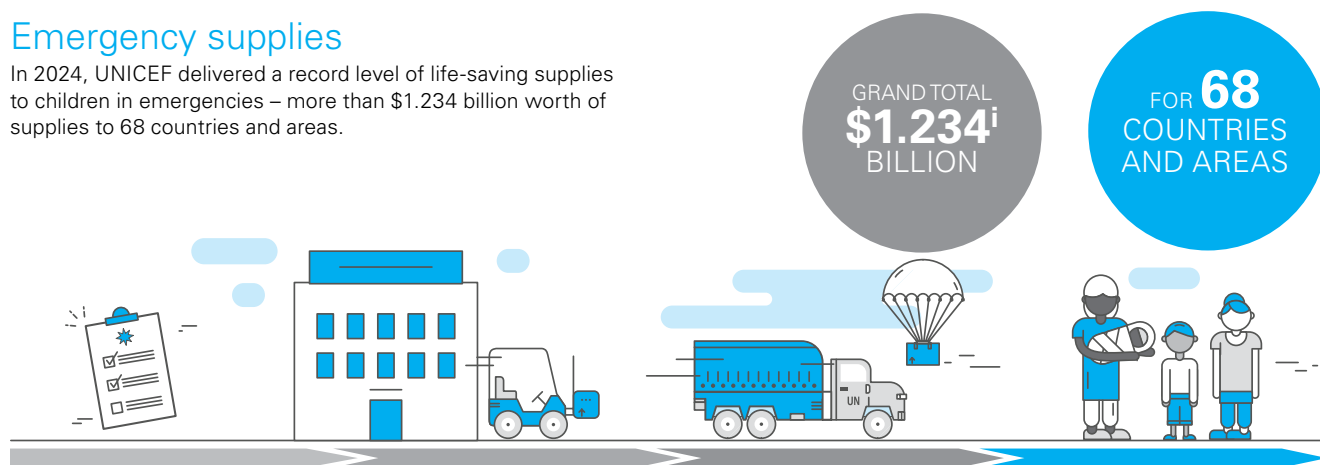 Emergency supplies
In 2024, UNICEF delivered a record level of life-saving supplies
to children in emergencies – more than $1.234 billion worth of
supplies to 68 countries and areas.
GRAND TOTAL
$1.234i
BILLION
FOR 68
COUNTRIES
AND AREAS
UN